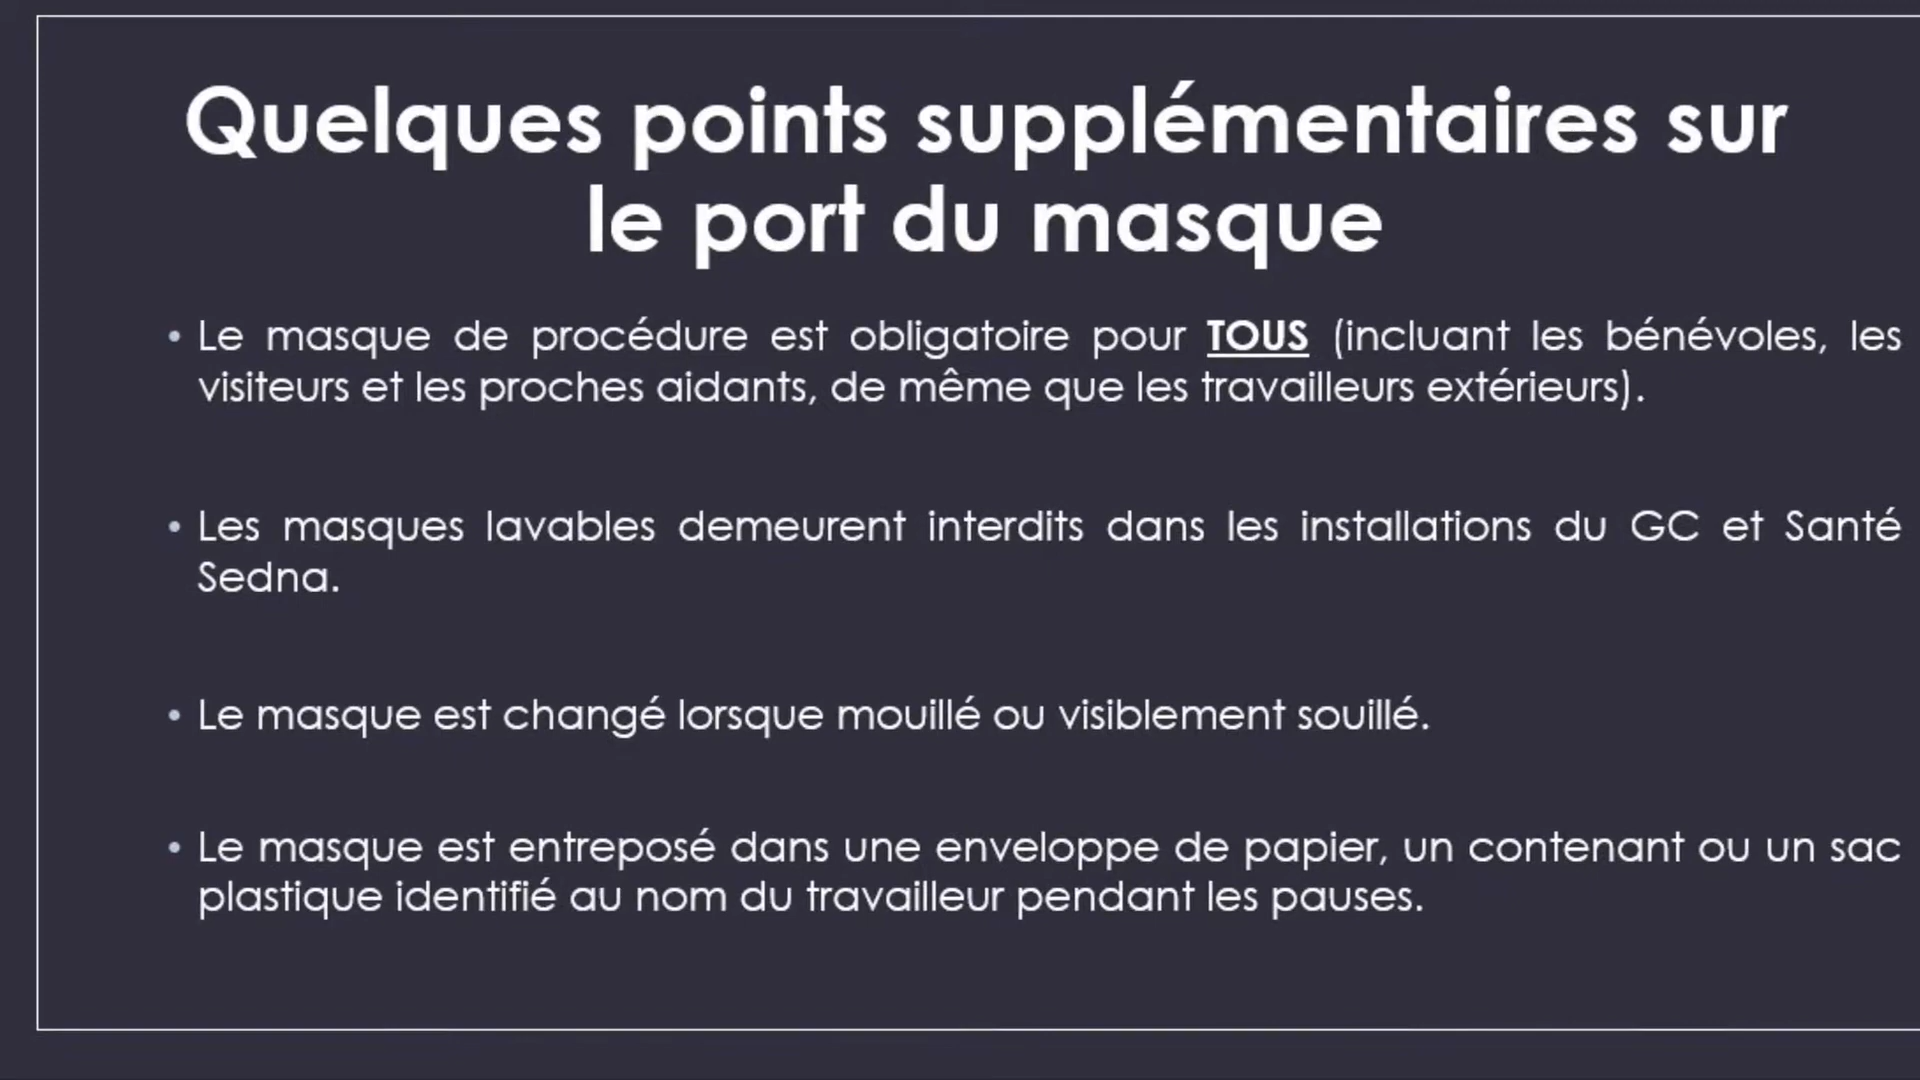 Quelques points supplémentaires sur
le port du masque
• Le masque de procédure est obligatoire pour TOUS (incluant les bénévoles, les
visiteurs et les proches aidants, de même que les travailleurs extérieurs).
• Les masques lavables demeurent interdits dans les installations du GC et Santé
Sedna.
• Le masque est changé lorsque mouillé ou visiblement souillé.
• Le masque est entreposé dans une enveloppe de papier, un contenant ou un sac
plastique identifié au nom du travailleur pendant les pauses.